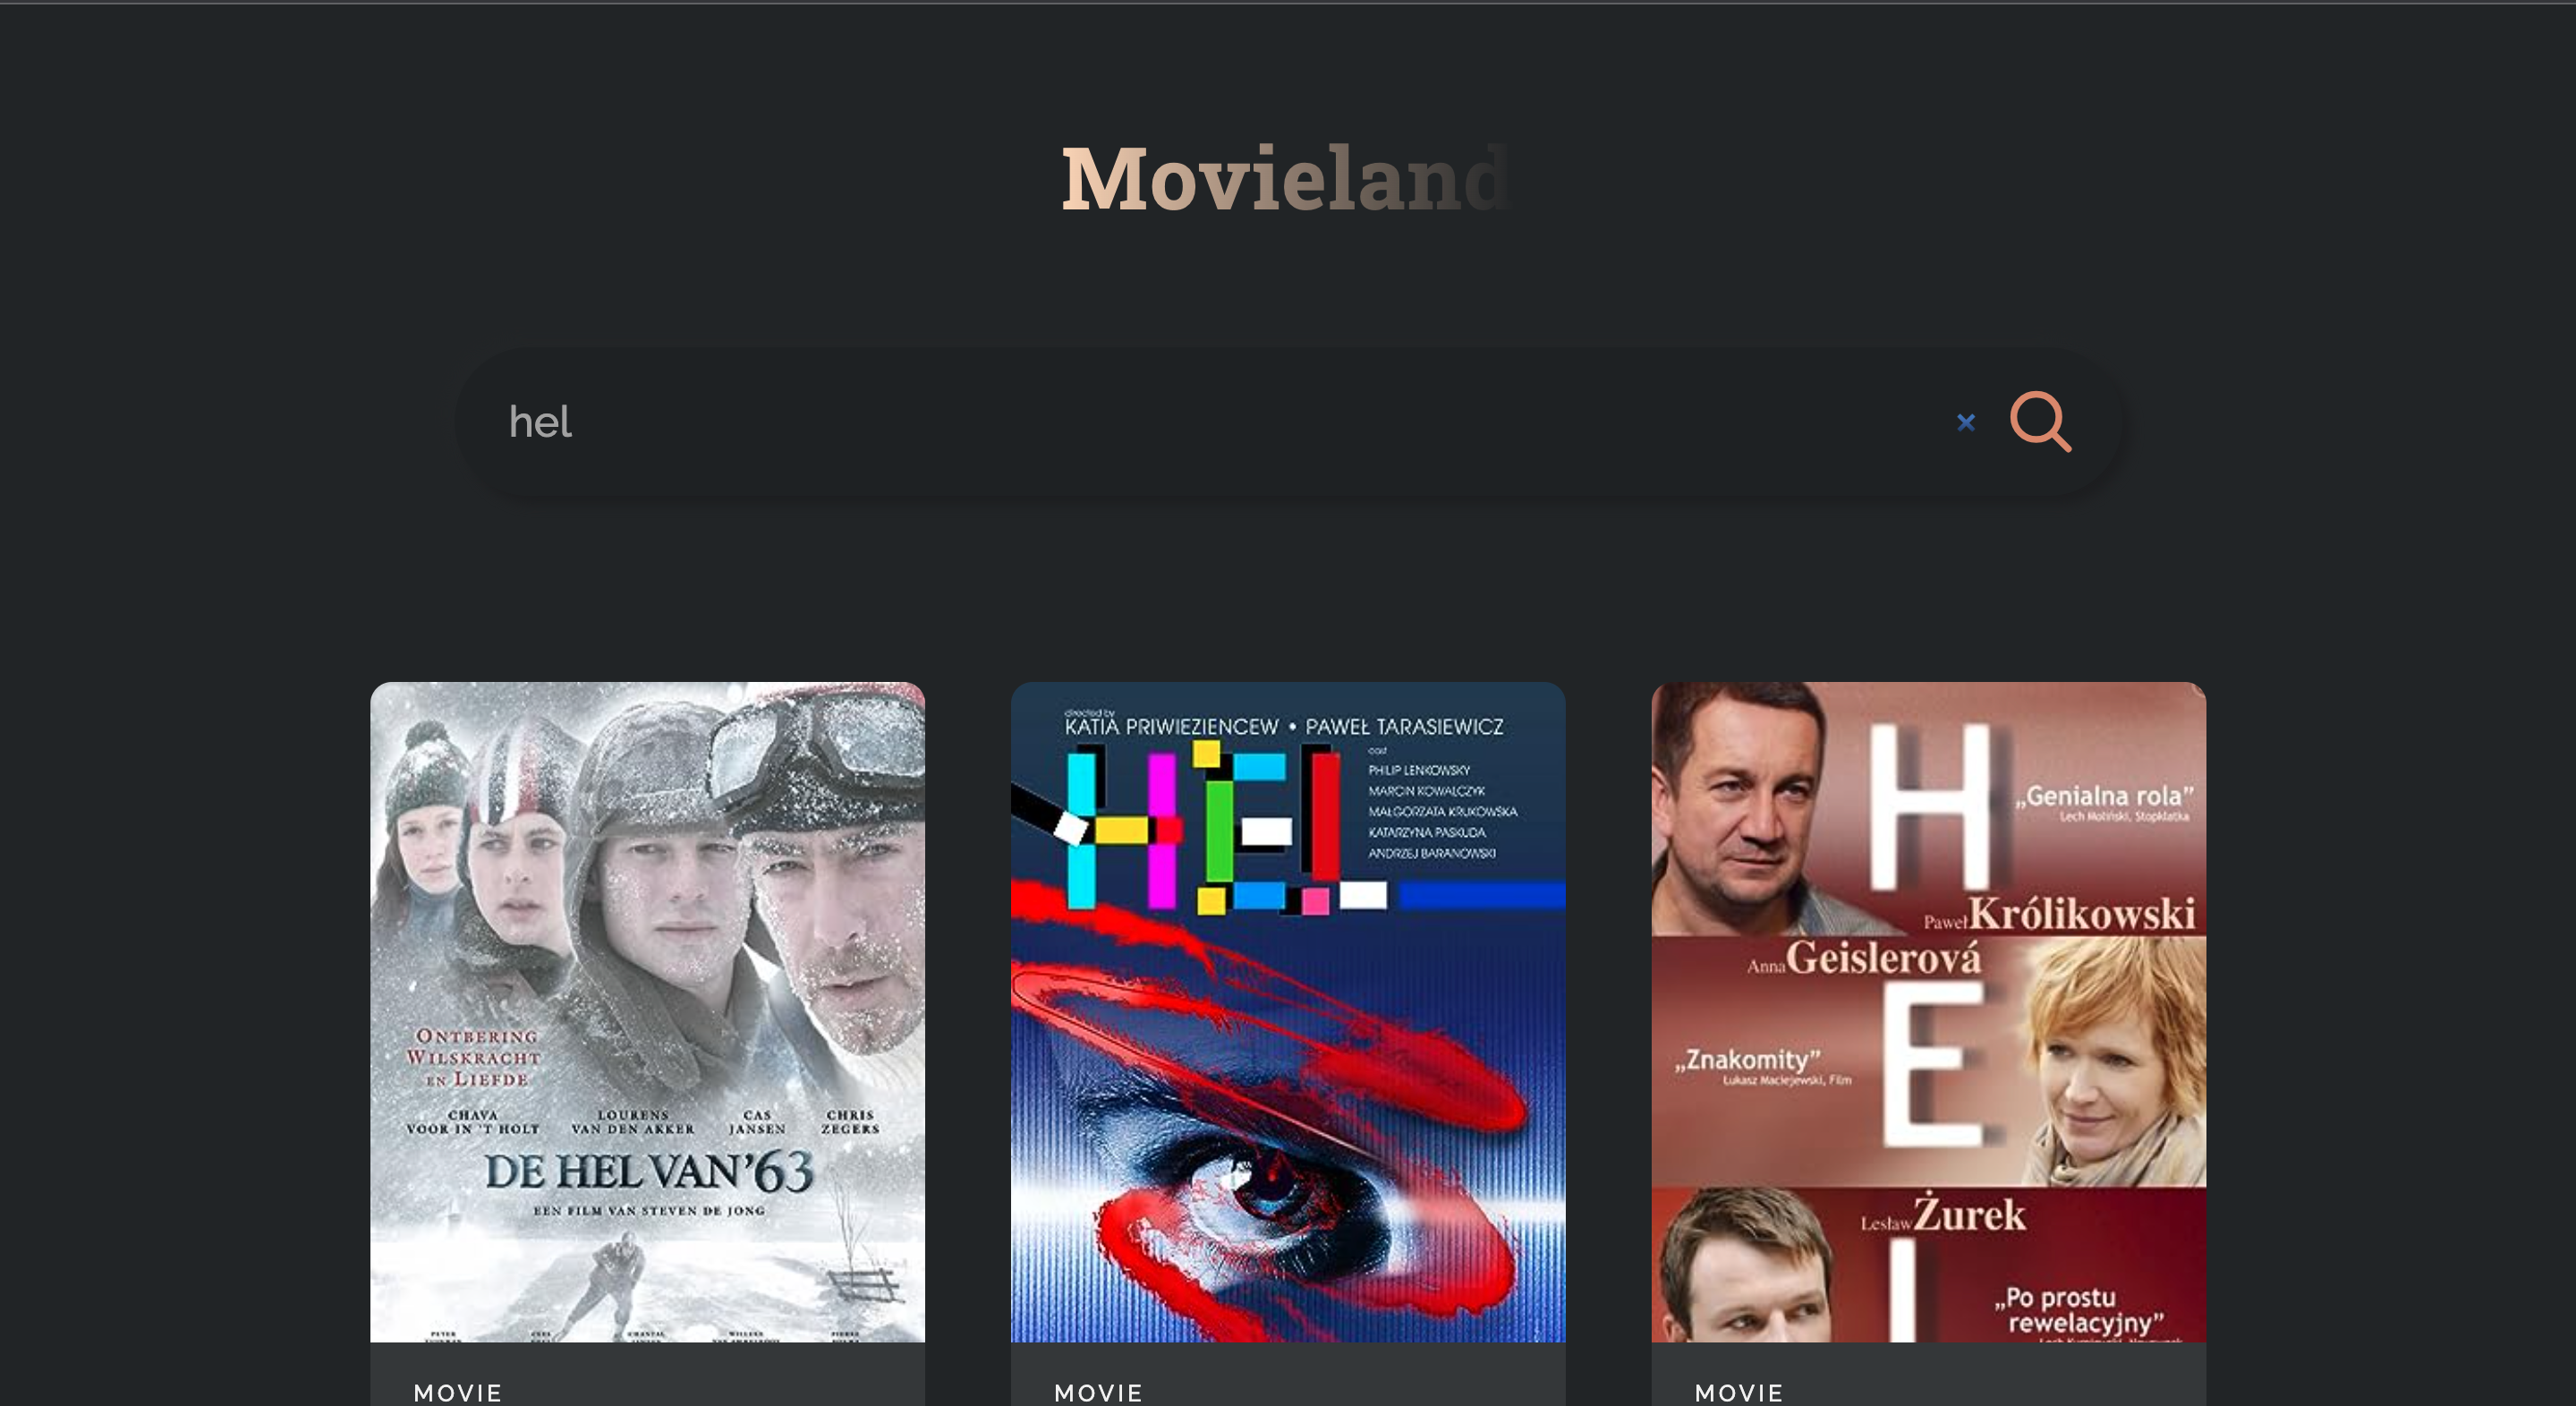 Movieland
hel
ONTBERING
WILSKRACHT
EN LIEFDE
CHAVA
VOOR IN 'T HOLT
LOURENS
VAN DEN AKKER
CAS
JANSEN
CHRIS
ZEGERS
DE HEL VAN '63
EEN FILM VAN STEVEN DE JONG
MOVIE
directed by
KATIA PRIWIEZIENCEW • PAWEŁ TARASIEWICZ
HEL
cast
PHILIP LENKOWSKY
MARCIN KOWALCZYK
MAŁGORZATA KRUKOWSKA
KATARZYNA PASKUDA
ANDRZEJ BARANOWSKI
MOVIE
H
„Genialna rola”
Lech Moliński, Stopklatka
Paweł Królikowski
Anna Geislerová
E
„Znakomity”
Łukasz Maciejewski, Film
Lesław Żurek
L
„Po prostu
rewelacyjny”
MOVIE